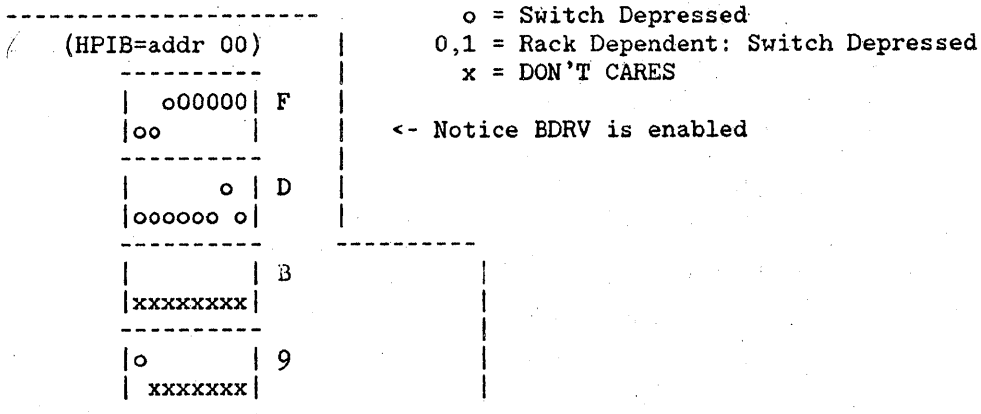 --------------------- o = Switch Depressed
(HPIB=addr 00) | 0,1 = Rack Dependent: Switch Depressed
---------- | x = DON'T CARES
| o00000| F |
|oo | | <- Notice BDRV is enabled
---------- |
| o | D |
|oooooo o| |
---------- ----------
| | B |
|xxxxxxxx| |
---------- |
|o | 9 |
| xxxxxxx| |